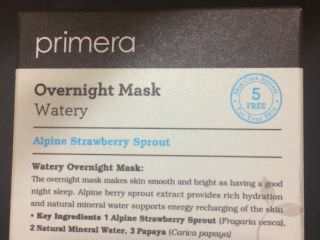 primera
Overnight Mask
Watery
5
FREE
Alpine Strawberry Sprout
Watery Overnight Mask:
The overnight mask makes skin smooth and bright as having a good
night sleep. Alpine berry sprout extract provides rich hydration
and natural mineral water supports energy recharging of the skin
• Key Ingredients 1 Alpine Strawberry Sprout (Fragaria vesca),
2 Natural Mineral Water, 3 Papaya (Carica papaya)